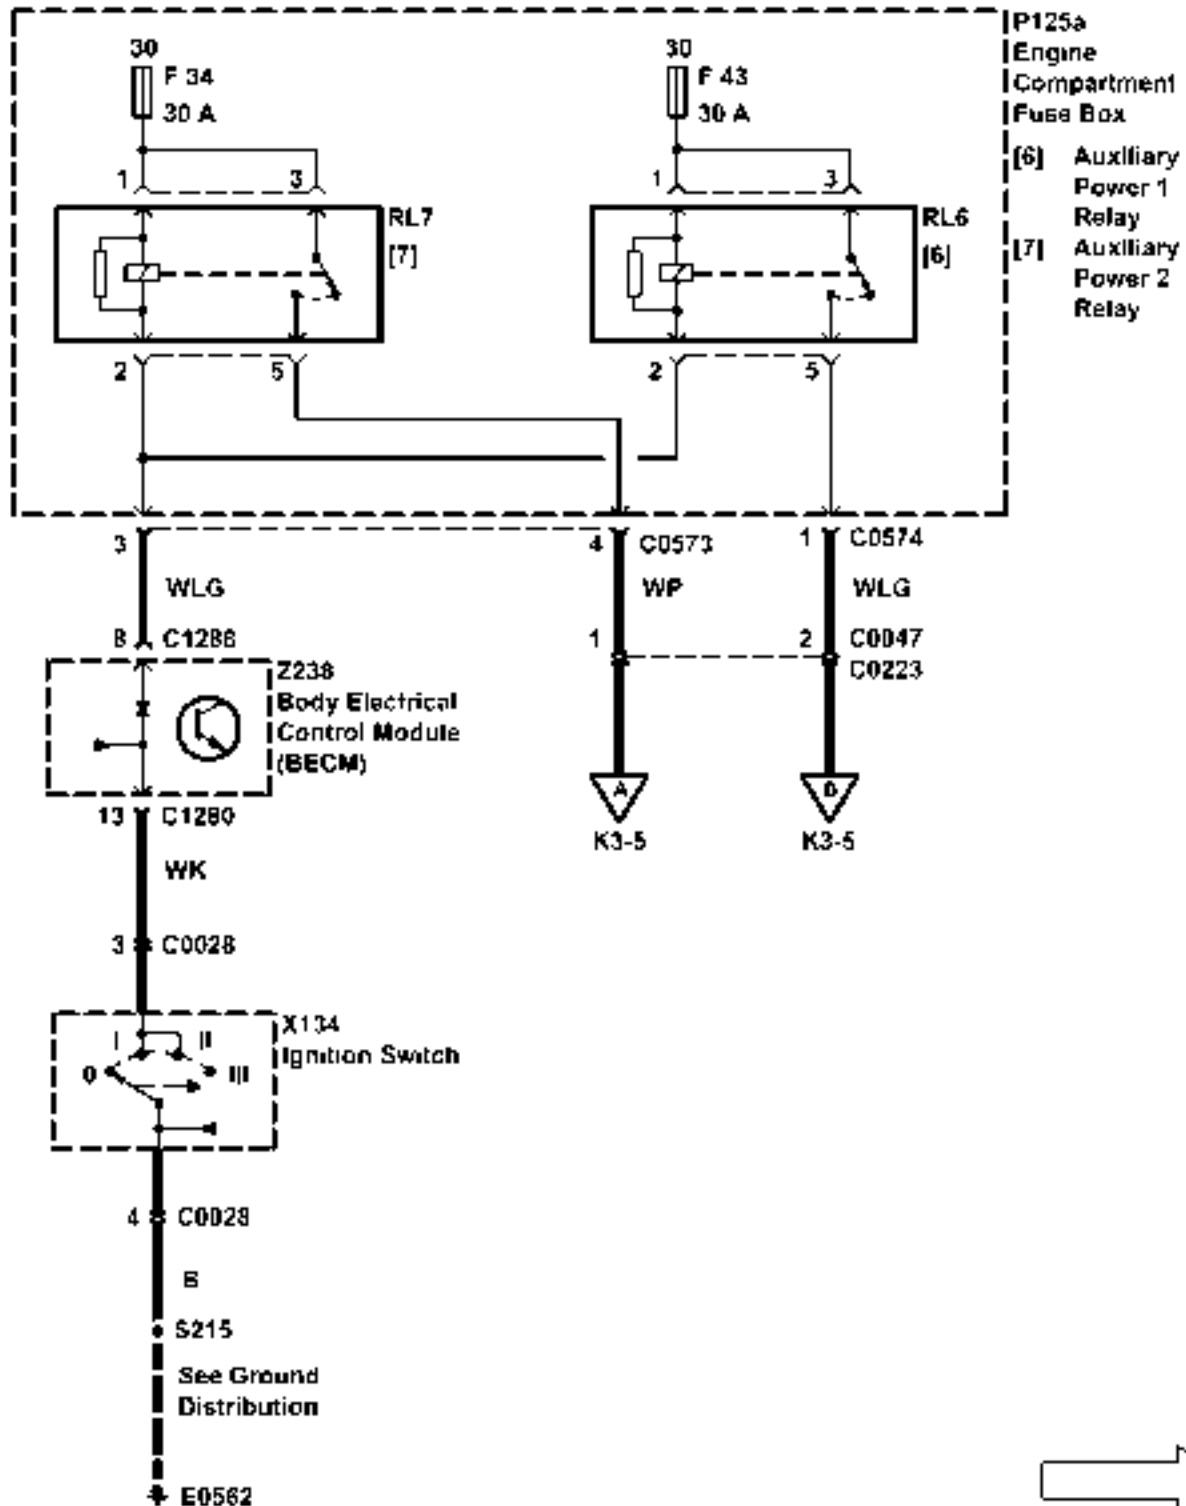 P125a
Engine
Compartment
Fuse Box
[6] Auxiliary
Power 1
Relay
[7] Auxiliary
Power 2
Relay
30
F 34
30 A
30
F 43
30 A
1
3
1
3
RL7
[7]
RL6
[6]
2
5
2
5
3
4
C0573
1
C0574
WLG
WP
WLG
8
C1286
1
2
C0047
C0223
Z238
Body Electrical
Control Module
(BECM)
A
K3-5
K3-5
13
C1280
WK
3
C0028
X134
Ignition Switch
I
II
0
III
4
C0028
B
S215
See Ground
Distribution
E0562